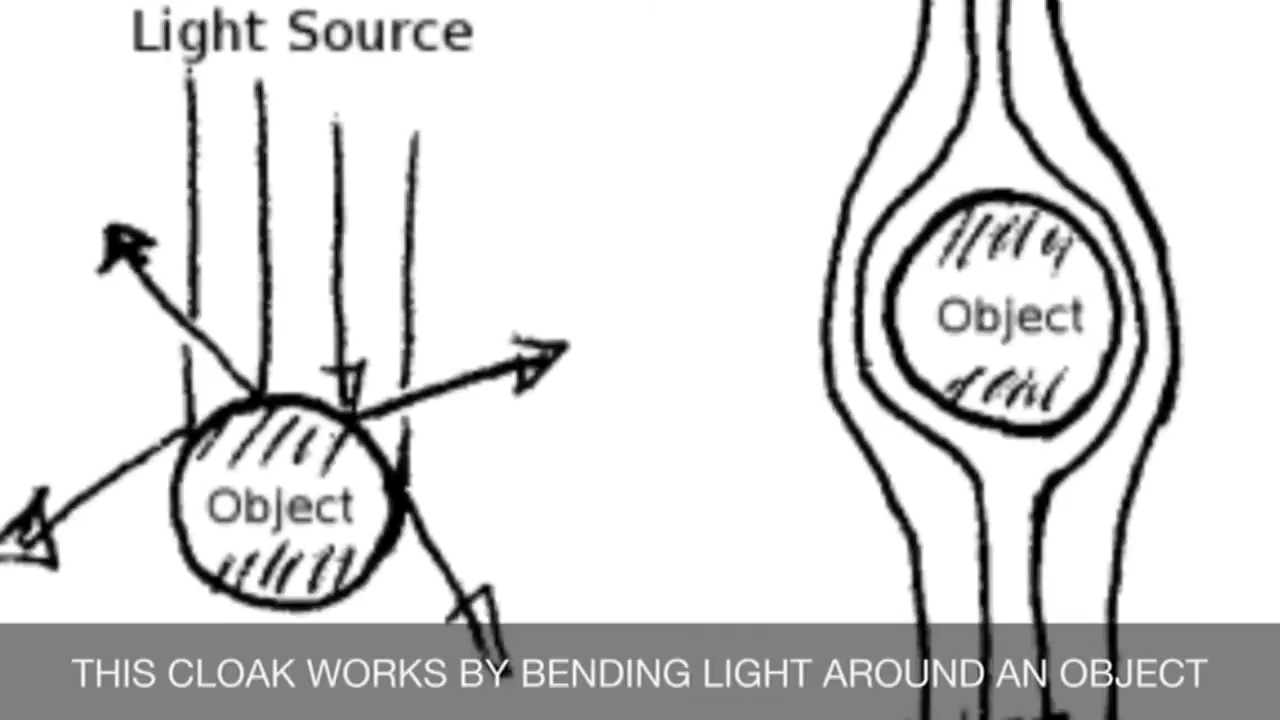 Light Source
Object
Object
THIS CLOAK WORKS BY BENDING LIGHT AROUND AN OBJECT